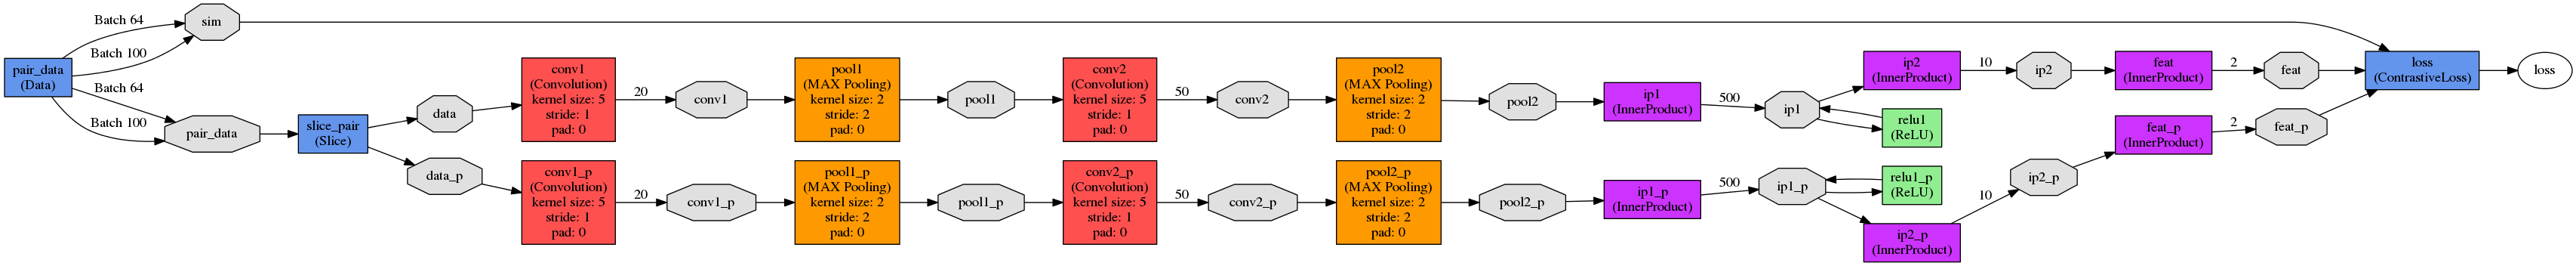 Batch 64
Batch 100
sim
pair_data
(Data)
Batch 64
Batch 100
pair_data
slice_pair
(Slice)
data
data_p
conv1
(Convolution)
kernel size: 5
stride: 1
pad: 0
20
conv1
pool1
(MAX Pooling)
kernel size: 2
stride: 2
pad: 0
pool1
conv2
(Convolution)
kernel size: 5
stride: 1
pad: 0
50
conv2
pool2
(MAX Pooling)
kernel size: 2
stride: 2
pad: 0
pool2
ip1
(InnerProduct)
500
ip1
relu1
(ReLU)
ip2
(InnerProduct)
10
ip2
feat
(InnerProduct)
2
feat
loss
(ContrastiveLoss)
loss
conv1_p
(Convolution)
kernel size: 5
stride: 1
pad: 0
20
conv1_p
pool1_p
(MAX Pooling)
kernel size: 2
stride: 2
pad: 0
pool1_p
conv2_p
(Convolution)
kernel size: 5
stride: 1
pad: 0
50
conv2_p
pool2_p
(MAX Pooling)
kernel size: 2
stride: 2
pad: 0
pool2_p
ip1_p
(InnerProduct)
500
ip1_p
relu1_p
(ReLU)
ip2_p
(InnerProduct)
10
ip2_p
feat_p
(InnerProduct)
2
feat_p